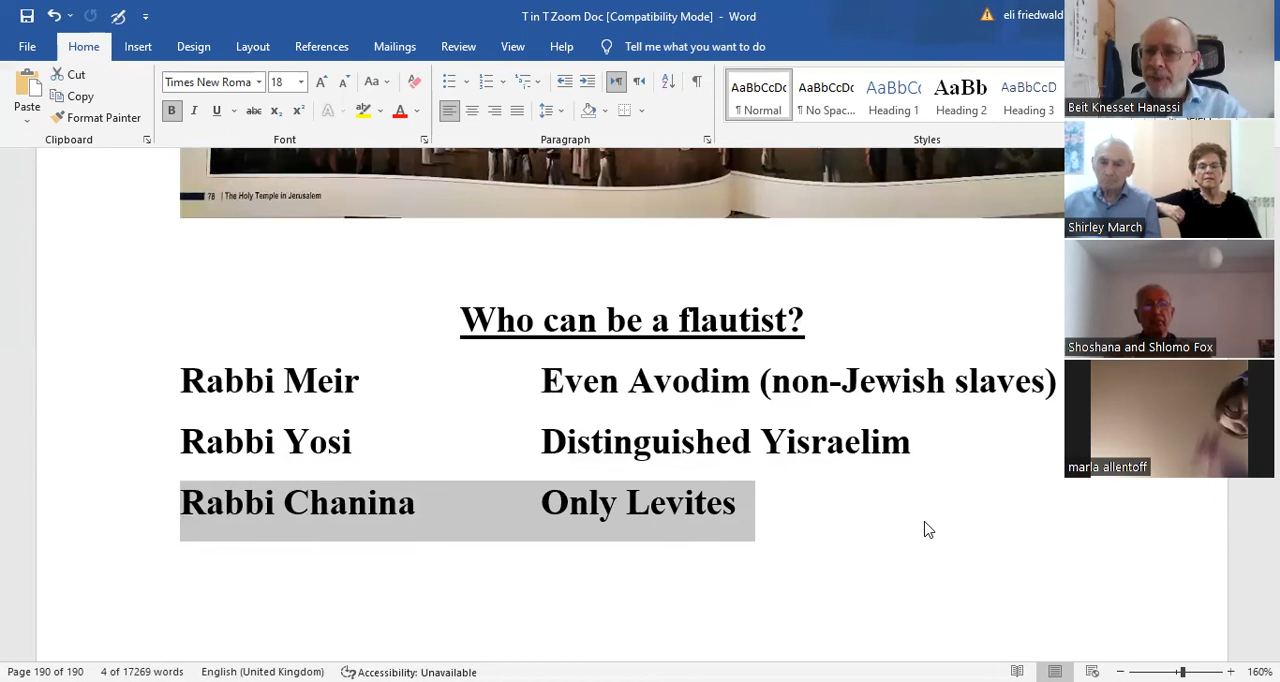 T in T Zoom Doc [Compatibility Mode] - Word
eli friedwald
File Home Insert Design Layout References Mailings Review View Help Tell me what you want to do
Paste
Cut
Copy
Format Painter
Clipboard
Times New Roma 18
Aa
B I U abc x₂ x² A A
Font
Paragraph
AaBbCcDc AaBbCcDc AaBbCc AaBb AaBbCcD
¶ Normal ¶ No Spac... Heading 1 Heading 2 Heading 3
Styles
78 | The Holy Temple in Jerusalem
Who can be a flautist?
Rabbi Meir Even Avodim (non-Jewish slaves)
Rabbi Yosi Distinguished Yisraelim
Rabbi Chanina Only Levites
Beit Knesset Hanassi
Shirley March
Shoshana and Shlomo Fox
marla allentoff
Page 190 of 190 4 of 17269 words English (United Kingdom) Accessibility: Unavailable 160%